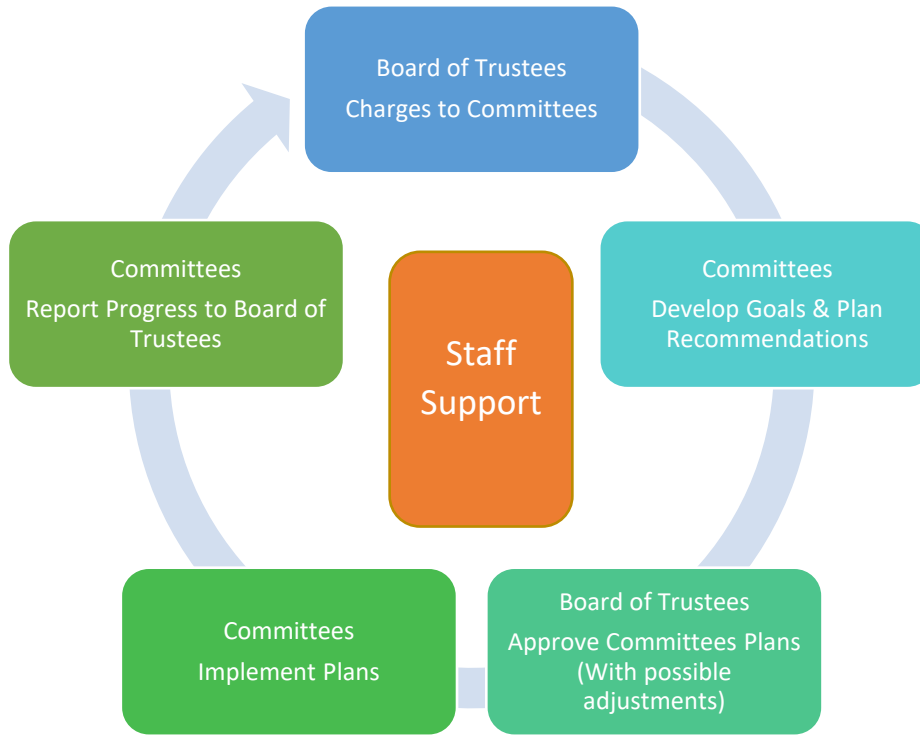 Board of Trustees
Charges to Committees
Committees
Develop Goals & Plan
Recommendations
Board of Trustees
Approve Committees Plans
(With possible
adjustments)
Committees
Implement Plans
Committees
Report Progress to Board of
Trustees
Staff
Support